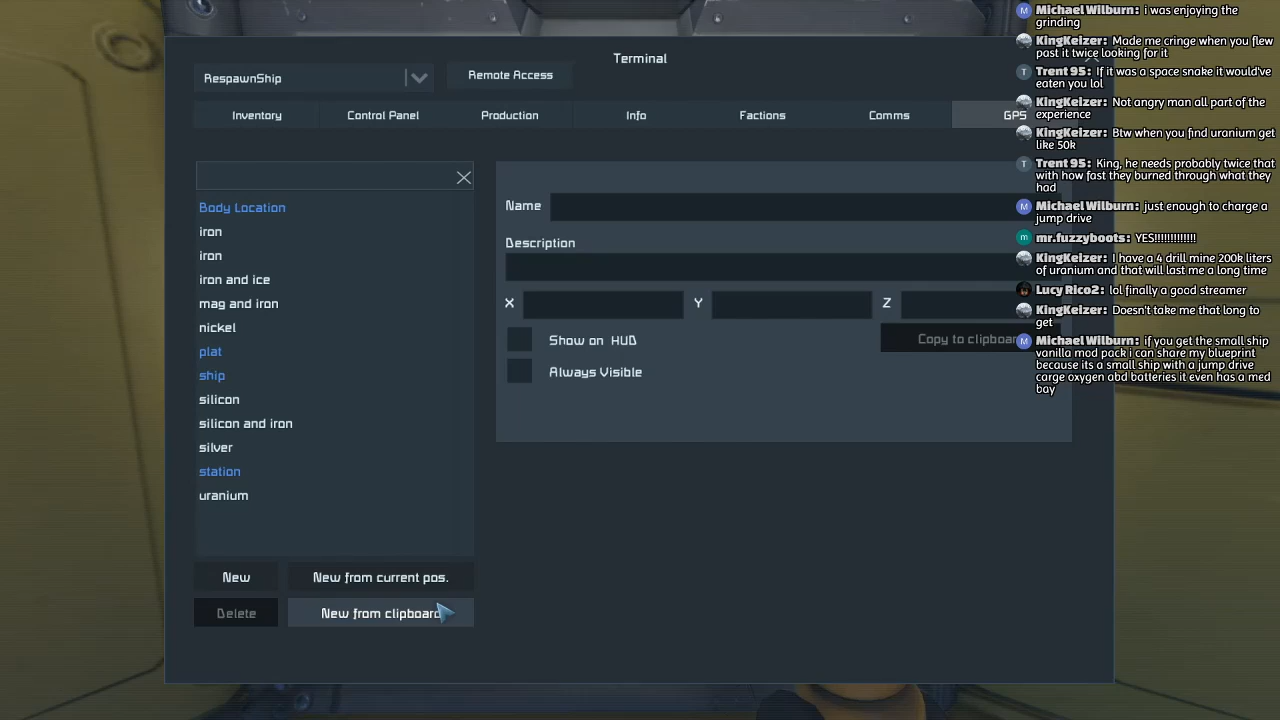 Terminal
RespawnShip
Remote Access
Inventory
Control Panel
Production
Info
Factions
Comms
GPS
Body Location
iron
iron
iron and ice
mag and iron
nickel
plat
ship
silicon
silicon and iron
silver
station
uranium
New
New from current pos.
Delete
New from clipboard
Name
Description
X
Y
Z
Show on HUD
Always Visible
Copy to clipboard
Michael Wilburn: i was enjoying the
grinding
KingKeizer: Made me cringe when you flew
past it twice looking for it
Trent 95: If it was a space snake it would've
eaten you lol
KingKeizer: Not angry man all part of the
experience
KingKeizer: Btw when you find uranium get
like 50k
Trent 95: King, he needs probably twice that
with how fast they burned through what they
had
Michael Wilburn: just enough to charge a
jump drive
mr.fuzzyboots: YES!!!!!!!!!!!!!
KingKeizer: I have a 4 drill mine 200k liters
of uranium and that will last me a long time
Lucy Rico2: lol finally a good streamer
KingKeizer: Doesn't take me that long to
get
Michael Wilburn: if you get the small ship
vanilla mod pack i can share my blueprint
because its a small ship with a jump drive
carge oxygen abd batteries it even has a med
bay